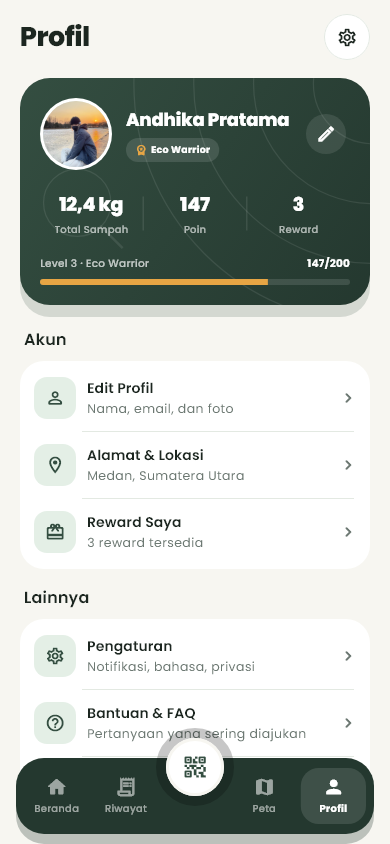 Profil
Andhika Pratama
Eco Warrior
12,4 kg 147 3
Total Sampah Poin Reward
Level 3 · Eco Warrior 147/200
Akun
Edit Profil
Nama, email, dan foto
Alamat & Lokasi
Medan, Sumatera Utara
Reward Saya
3 reward tersedia
Lainnya
Pengaturan
Notifikasi, bahasa, privasi
Bantuan & FAQ
Pertanyaan yang sering diajukan
Beranda Riwayat Peta Profil